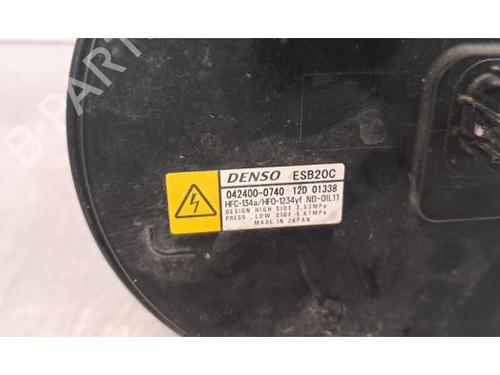 B-PARTS
DENSO ESB20C
042400-0740 12D 01338
HFC-134a/HFO-1234yf ND-OIL11
DESIGN HIGH SIDE 3.53MPa
PRESS. LOW SIDE 1.67MPa
MADE IN JAPAN